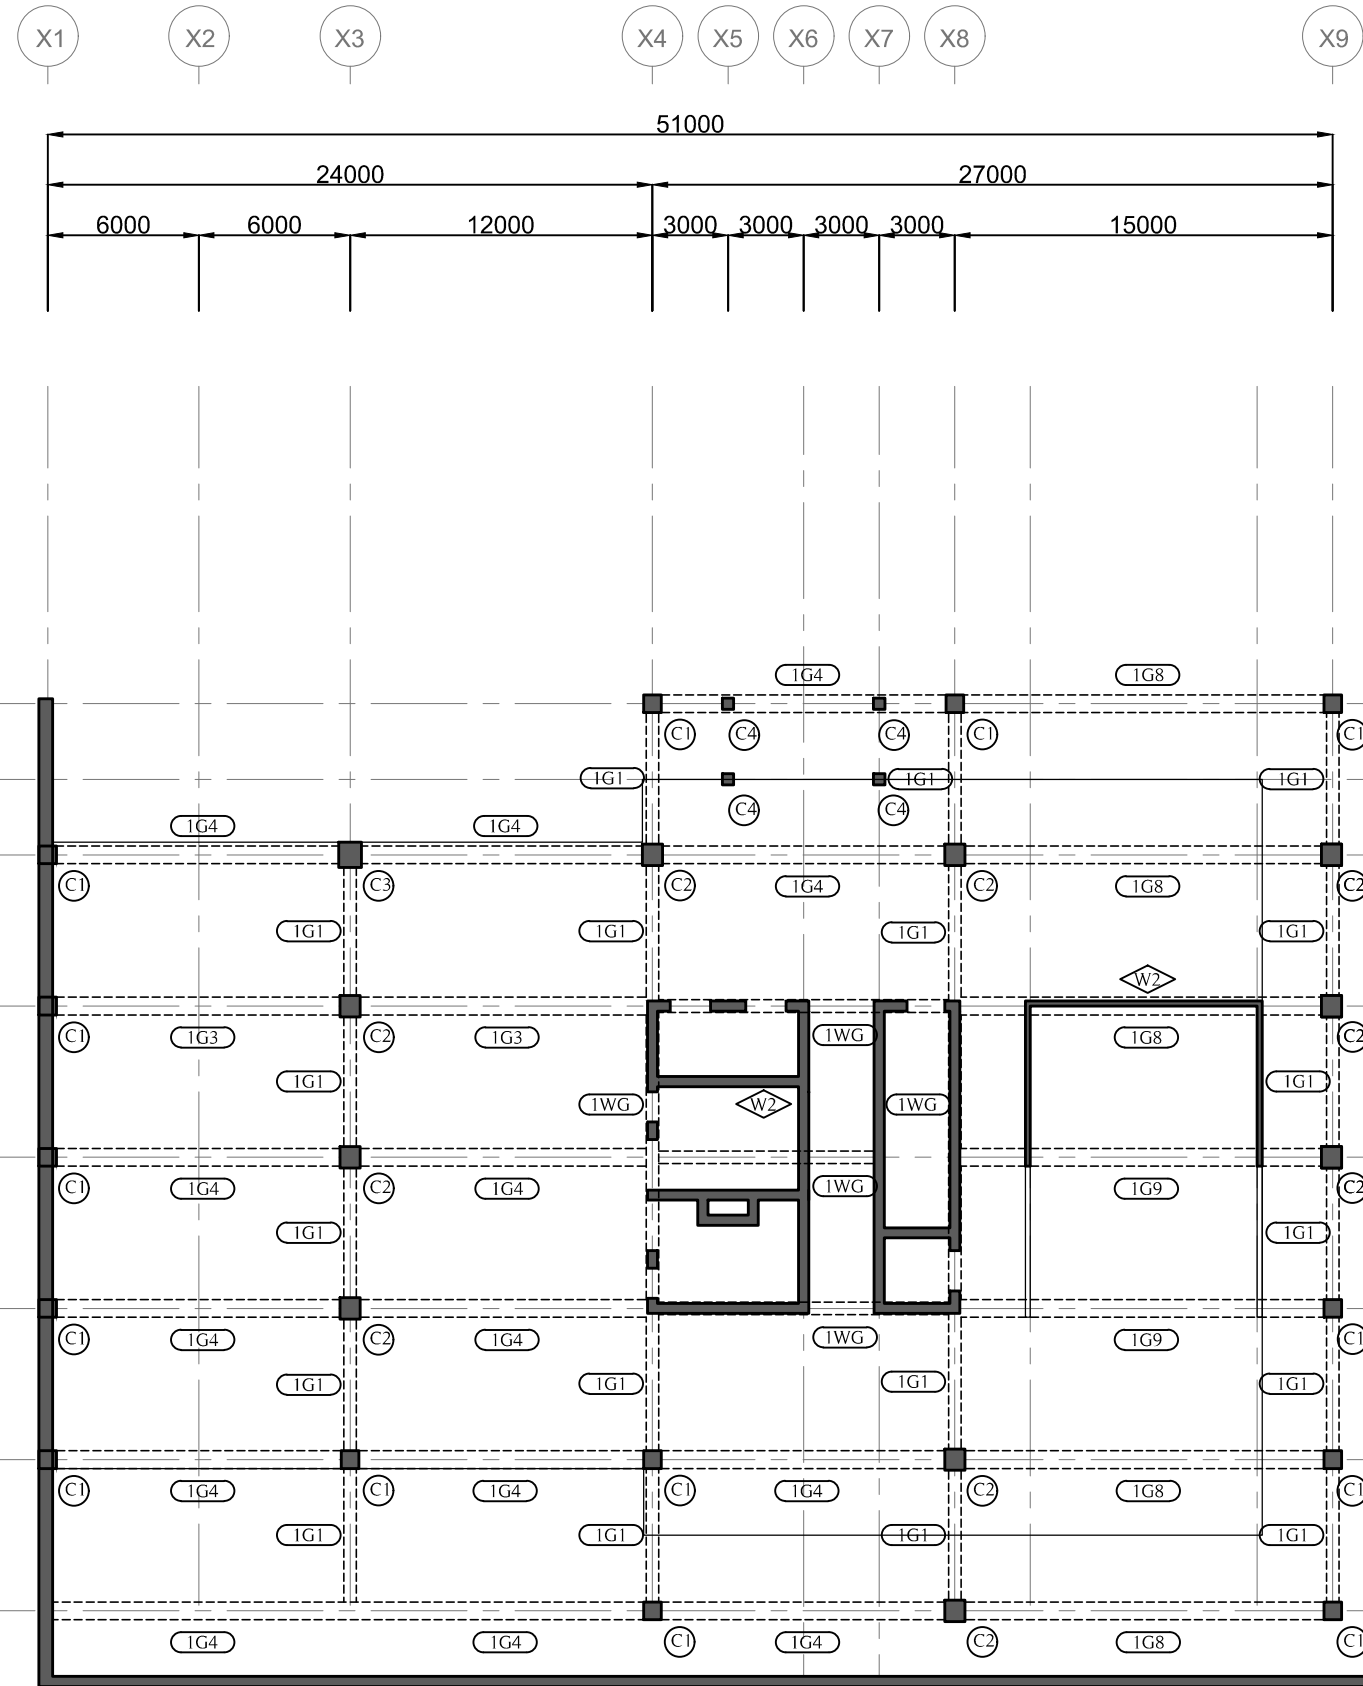 X1 X2 X3 X4 X5 X6 X7 X8 X9
51000
24000 27000
6000 6000 12000 3000 3000 3000 3000 15000
1G4 1G8
C1 C4 C4 C1 C1
1G1 1G1 1G1
C4 C4
1G4 1G4
C1 C3 C2 1G4 C2 1G8 C2
1G1 1G1 1G1 1G1
W2
C1 1G3 C2 1G3 1WG 1G8 C2
1G1 1G1
1WG W2 1WG
C1 1G4 C2 1G4 1WG 1G9 C2
1G1 1G1
C1 1G4 C2 1G4 1WG 1G9 C1
1G1 1G1 1G1 1G1
C1 1G4 C1 1G4 C1 1G4 C2 1G8 C1
1G1 1G1 1G1 1G1
1G4 1G4 C1 1G4 C2 1G8 C1